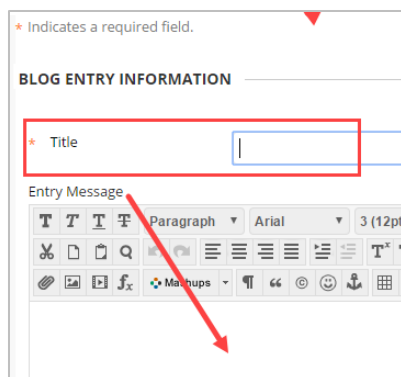 * Indicates a required field.
BLOG ENTRY INFORMATION
* Title
Entry Message
T T T T Paragraph Arial 3 (12pt
Mashups